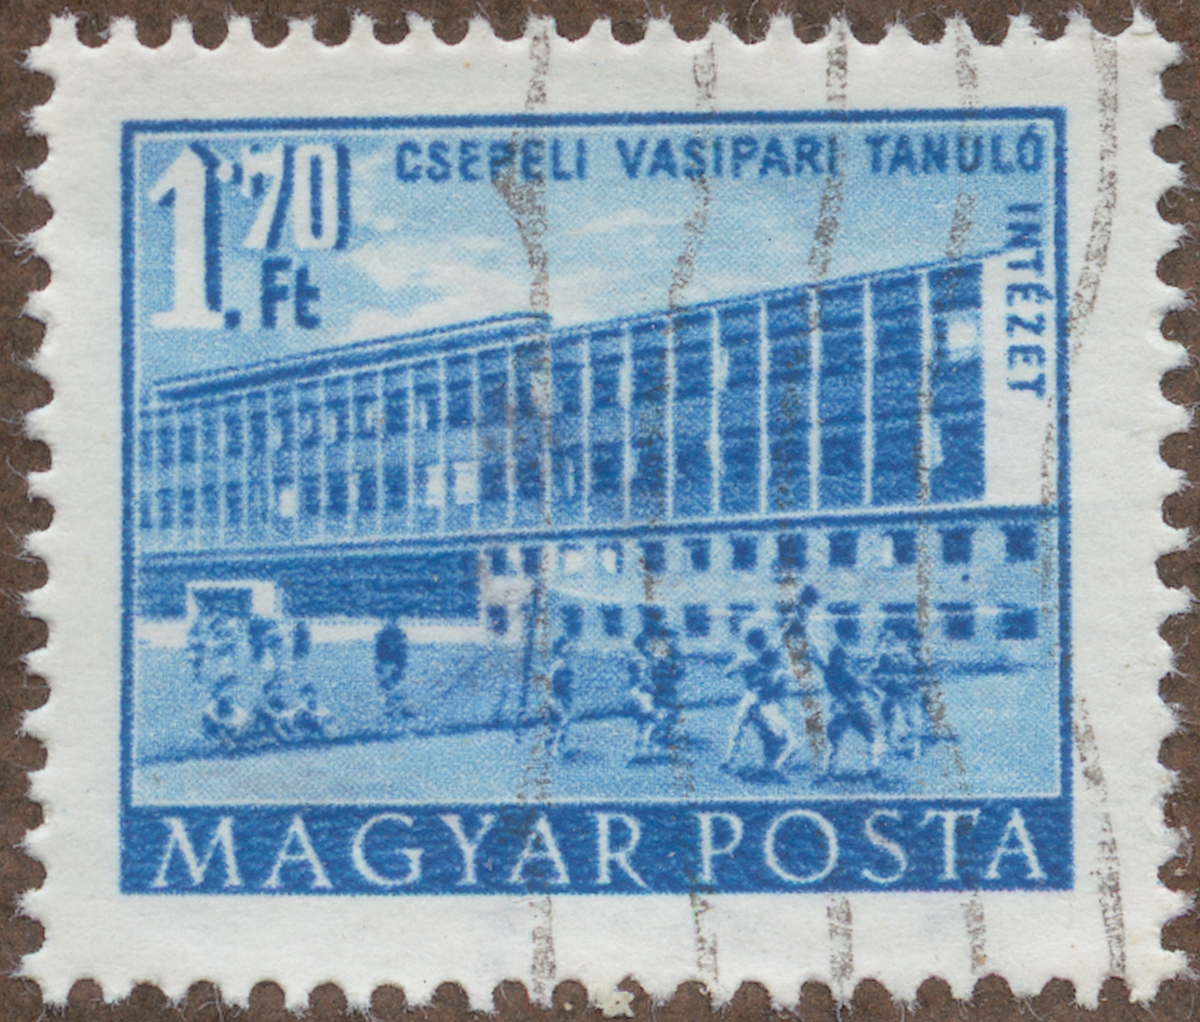 1.70
Ft
CSEPELI VASIPARI TANULÓ
INTÉZET
MAGYAR POSTA